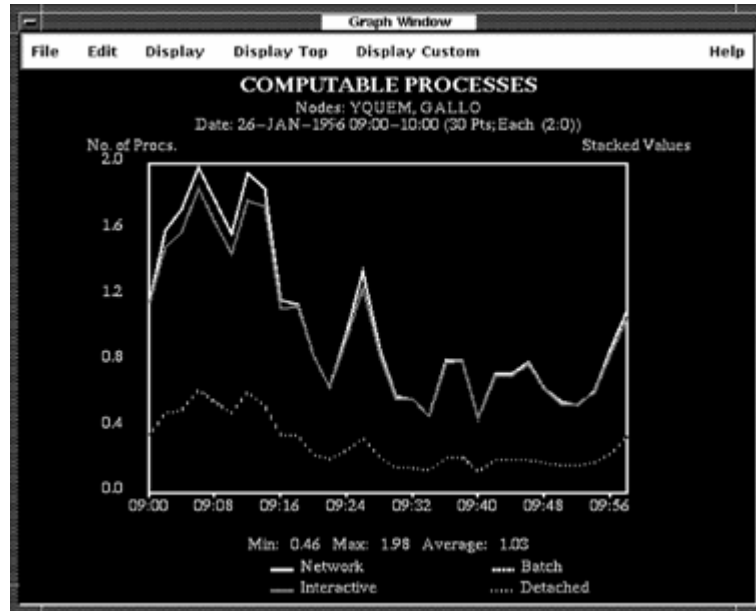 Graph Window
File Edit Display Display Top Display Custom Help
COMPUTABLE PROCESSES
Nodes: YQUEM, GALLO
Date: 26-JAN-1996 09:00-10:00 (30 Pts; Each (2:0))
No. of Procs. Stacked Values
2.0
1.6
1.2
0.8
0.4
0.0
09:00 09:08 09:16 09:24 09:32 09:40 09:48 09:56
Min: 0.46 Max: 1.98 Average: 1.03
Network Batch
Interactive Detached